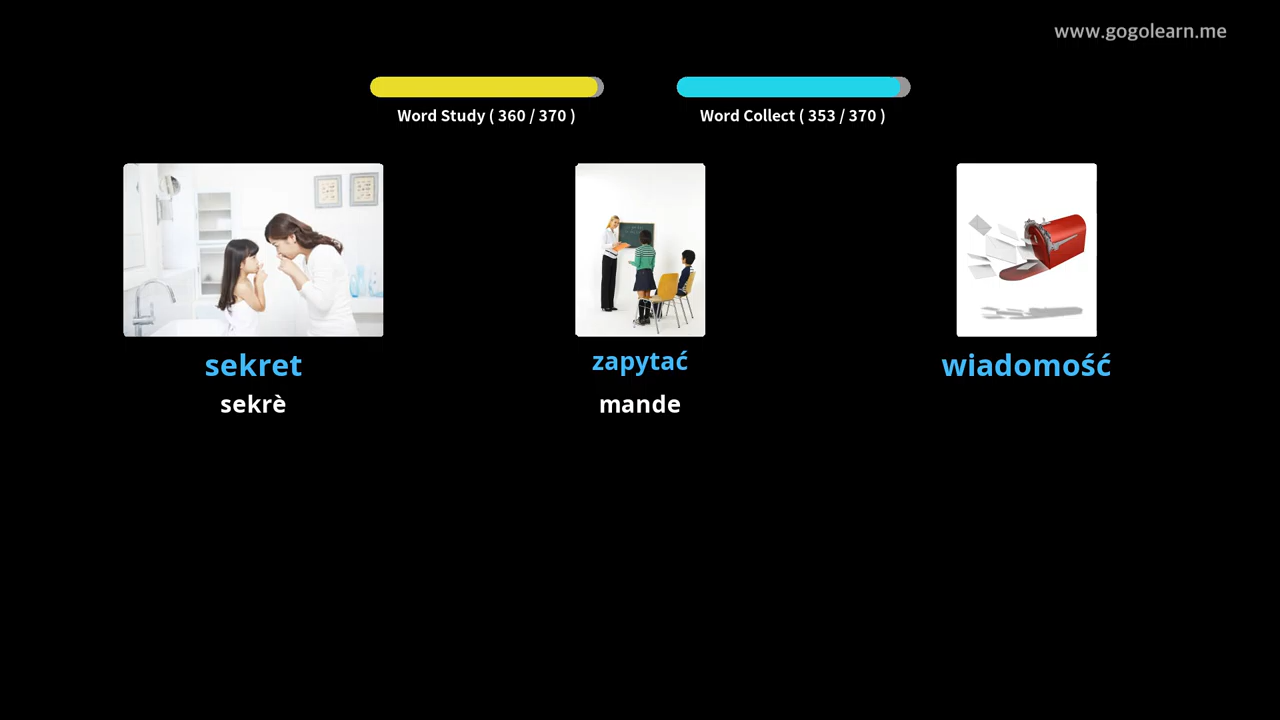 www.gogolearn.me
Word Study ( 360 / 370 )
Word Collect ( 353 / 370 )
sekret
zapytać
wiadomość
sekrè
mande